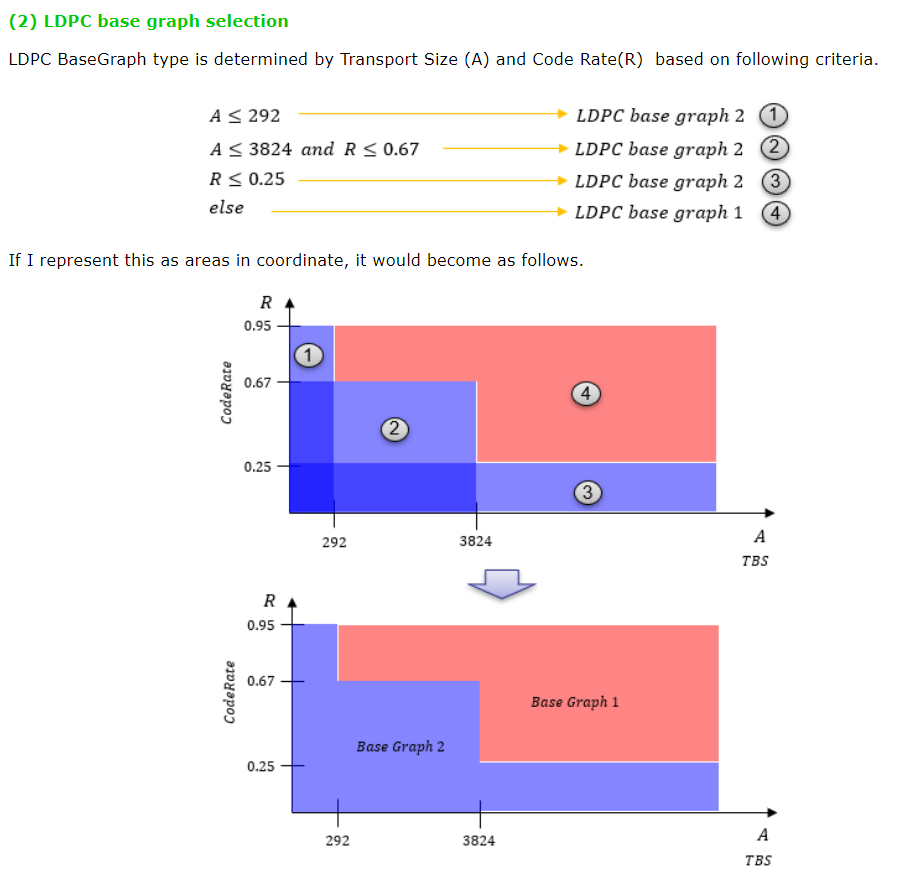 (2) LDPC base graph selection
LDPC BaseGraph type is determined by Transport Size (A) and Code Rate(R)  based on following criteria.
A ≤ 292 LDPC base graph 2 1
A ≤ 3824 and R ≤ 0.67 LDPC base graph 2 2
R ≤ 0.25 LDPC base graph 2 3
else LDPC base graph 1 4
If I represent this as areas in coordinate, it would become as follows.
R
0.95
1
CodeRate
0.67
4
2
0.25
3
292
3824
A
TBS
R
0.95
CodeRate
0.67
Base Graph 1
Base Graph 2
0.25
292
3824
A
TBS